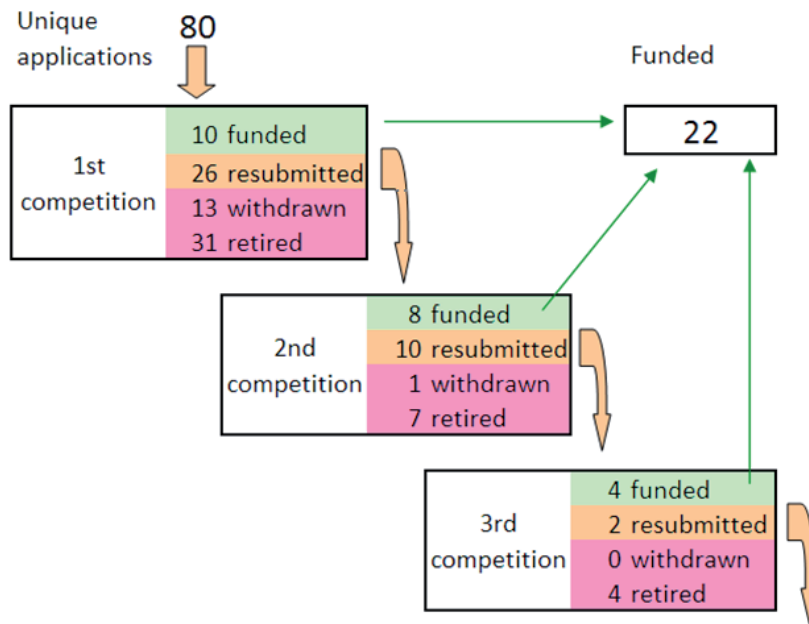 Unique 80
applications
Funded
22
1st
competition
10 funded
26 resubmitted
13 withdrawn
31 retired
2nd
competition
8 funded
10 resubmitted
1 withdrawn
7 retired
3rd
competition
4 funded
2 resubmitted
0 withdrawn
4 retired